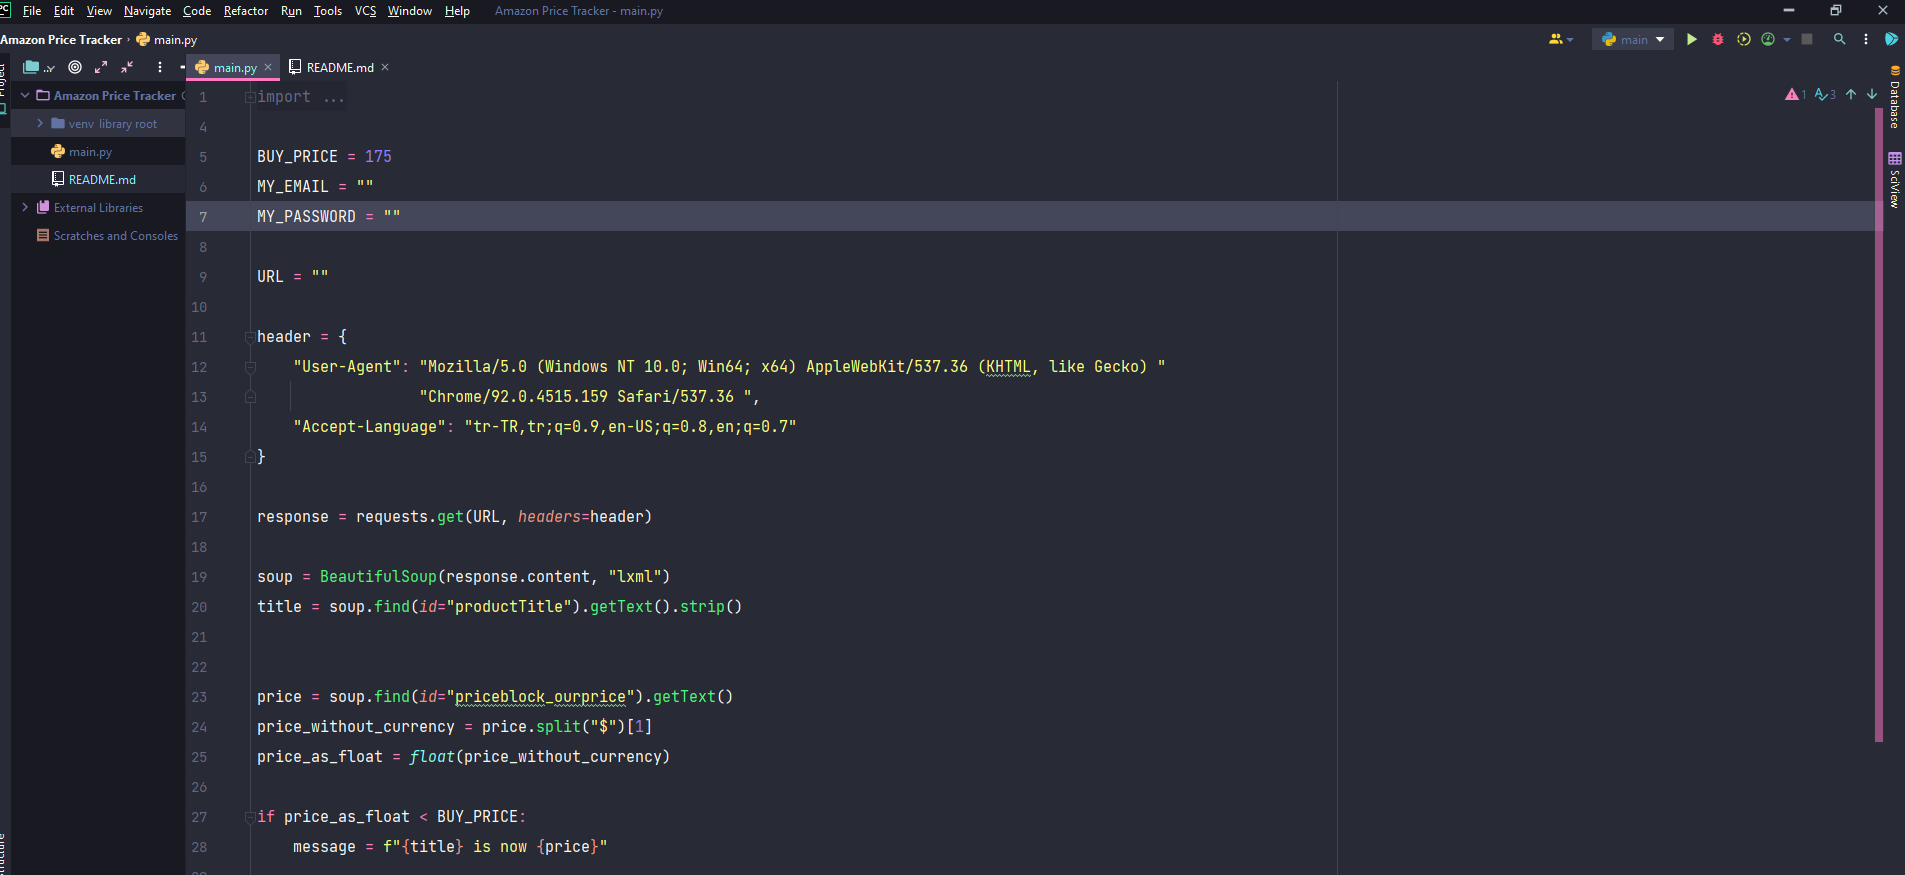 PC File Edit View Navigate Code Refactor Run Tools VCS Window Help Amazon Price Tracker - main.py
Amazon Price Tracker › main.py main
Project
main.py × README.md ×
Amazon Price Tracker
venv library root
main.py
README.md
External Libraries
Scratches and Consoles
1 3
Database
SciView
1 import ...
4
5 BUY_PRICE = 175
6 MY_EMAIL = ""
7 MY_PASSWORD = ""
8
9 URL = ""
10
11 header = {
12 "User-Agent": "Mozilla/5.0 (Windows NT 10.0; Win64; x64) AppleWebKit/537.36 (KHTML, like Gecko) "
13 "Chrome/92.0.4515.159 Safari/537.36 ",
14 "Accept-Language": "tr-TR,tr;q=0.9,en-US;q=0.8,en;q=0.7"
15 }
16
17 response = requests.get(URL, headers=header)
18
19 soup = BeautifulSoup(response.content, "lxml")
20 title = soup.find(id="productTitle").getText().strip()
21
22
23 price = soup.find(id="priceblock_ourprice").getText()
24 price_without_currency = price.split("$")[1]
25 price_as_float = float(price_without_currency)
26
27 if price_as_float < BUY_PRICE:
28 message = f"{title} is now {price}"